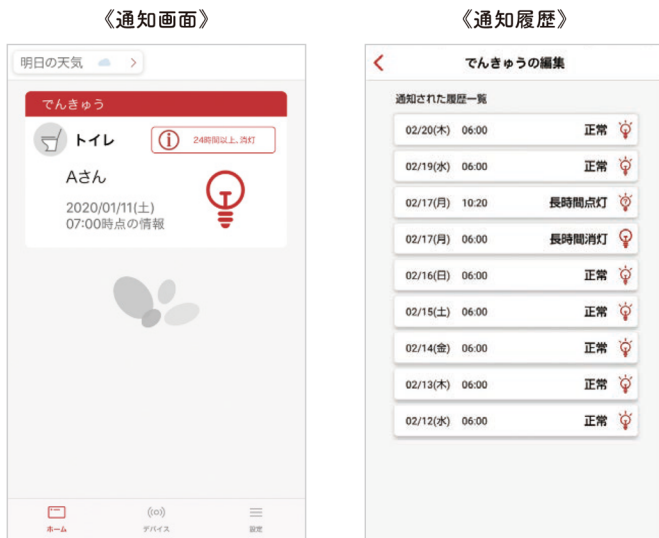 《通知画面》
明日の天気
でんきゅう
トイレ
24時間以上、消灯
Aさん
2020/01/11(土)
07:00時点の情報
ホーム
デバイス
設定
《通知履歴》
でんきゅうの編集
通知された履歴一覧
02/20(木) 06:00 正常
02/19(水) 06:00 正常
02/17(月) 10:20 長時間点灯
02/17(月) 06:00 長時間消灯
02/16(日) 06:00 正常
02/15(土) 06:00 正常
02/14(金) 06:00 正常
02/13(木) 06:00 正常
02/12(水) 06:00 正常